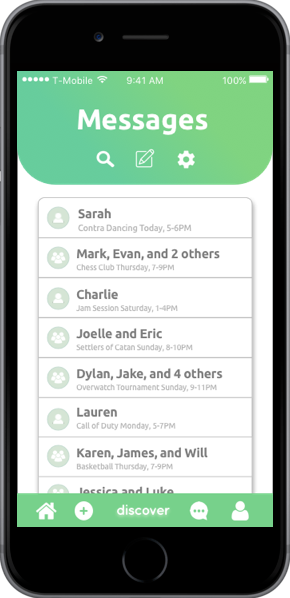 T-Mobile 9:41 AM 100%
Messages
Sarah
Contra Dancing Today, 5-6PM
Mark, Evan, and 2 others
Chess Club Thursday, 7-9PM
Charlie
Jam Session Saturday, 1-4PM
Joelle and Eric
Settlers of Catan Sunday, 8-10PM
Dylan, Jake, and 4 others
Overwatch Tournament Sunday, 9-11PM
Lauren
Call of Duty Monday, 5-7PM
Karen, James, and Will
Basketball Thursday, 7-9PM
Jessica and Luke
discover